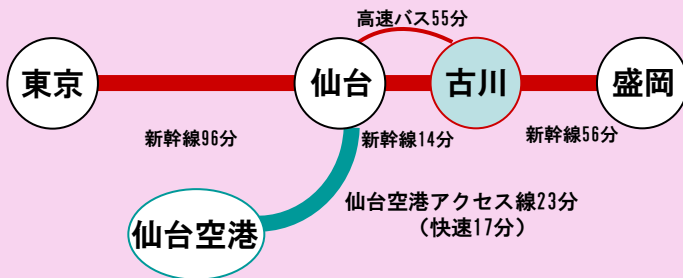 高速バス55分
東京
仙台
古川
盛岡
新幹線96分
新幹線14分
新幹線56分
仙台空港アクセス線23分
（快速17分）
仙台空港